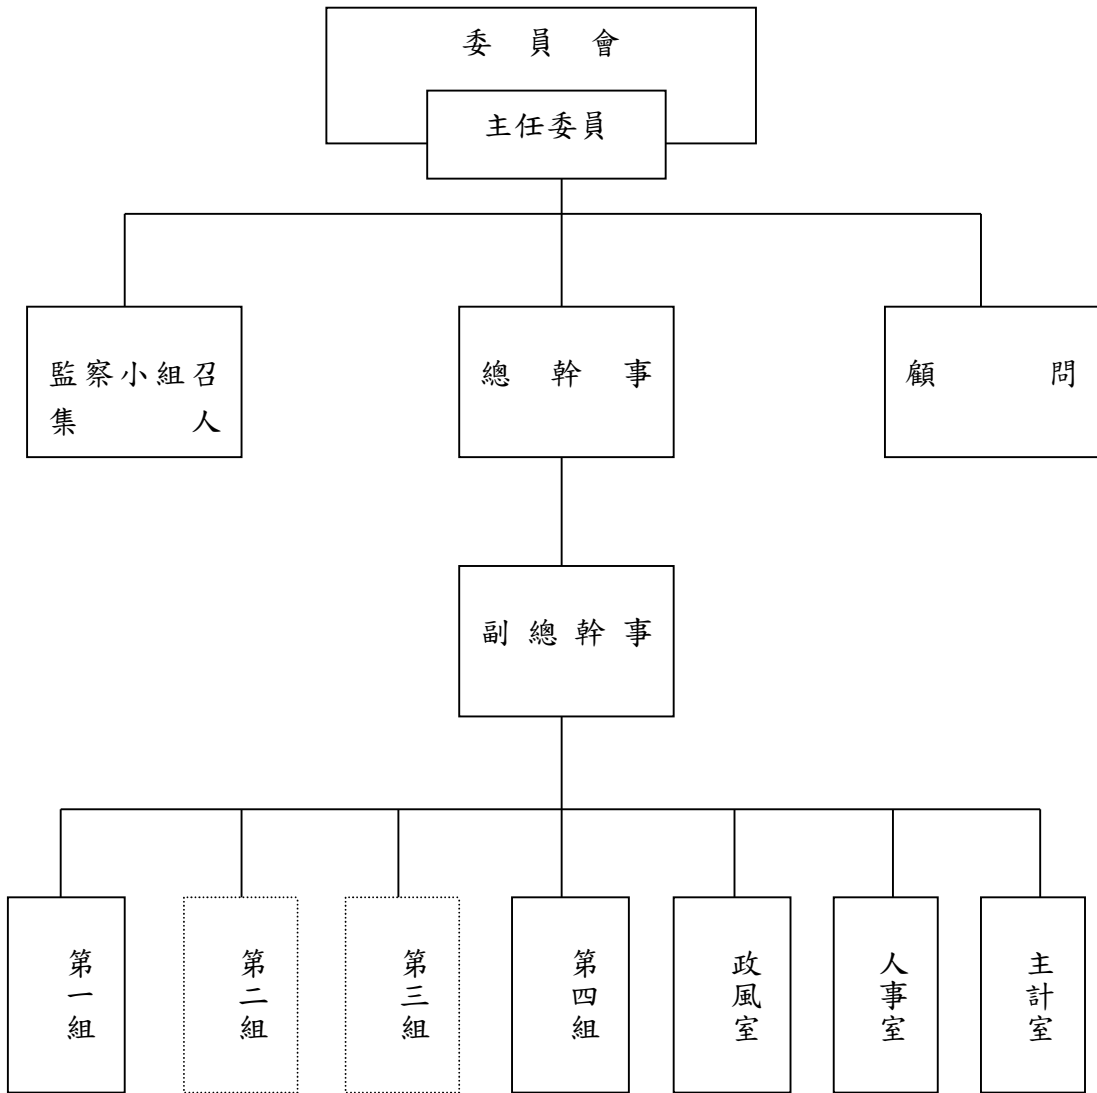 委員會
主任委員
監察小組召
集人
總幹事
顧問
副總幹事
第一組
第二組
第三組
第四組
政風室
人事室
主計室